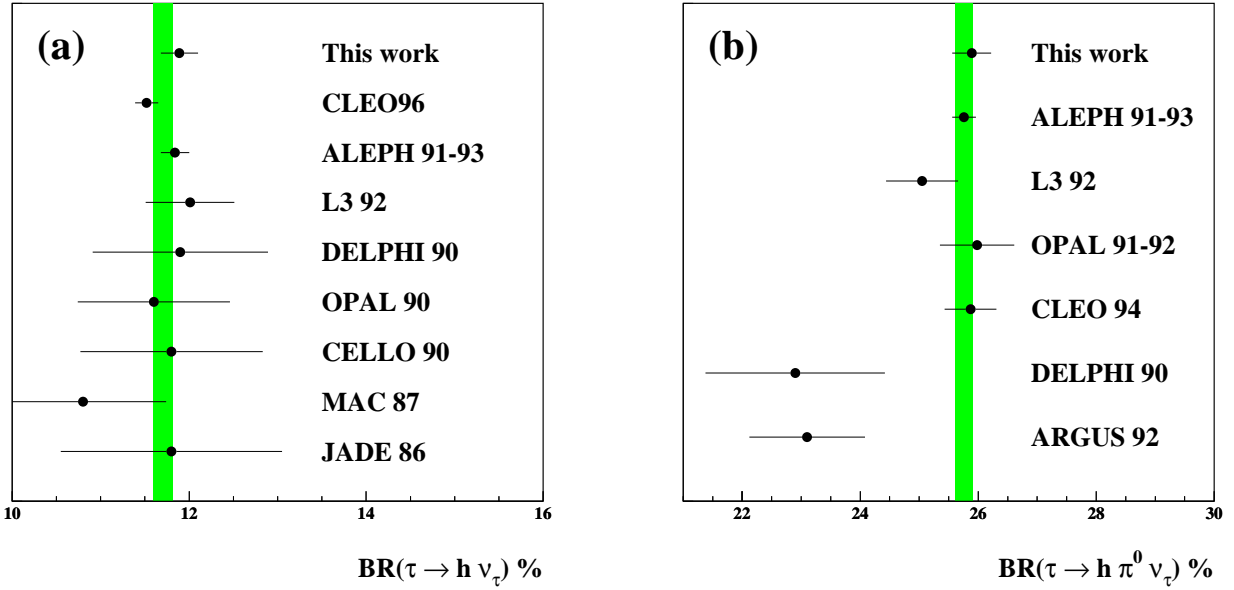 (a)
This work
CLEO96
ALEPH 91-93
L3 92
DELPHI 90
OPAL 90
CELLO 90
MAC 87
JADE 86
10 12 14 16
BR(τ → h ν_τ) %
(b)
This work
ALEPH 91-93
L3 92
OPAL 91-92
CLEO 94
DELPHI 90
ARGUS 92
22 24 26 28 30
BR(τ → h π⁰ ν_τ) %